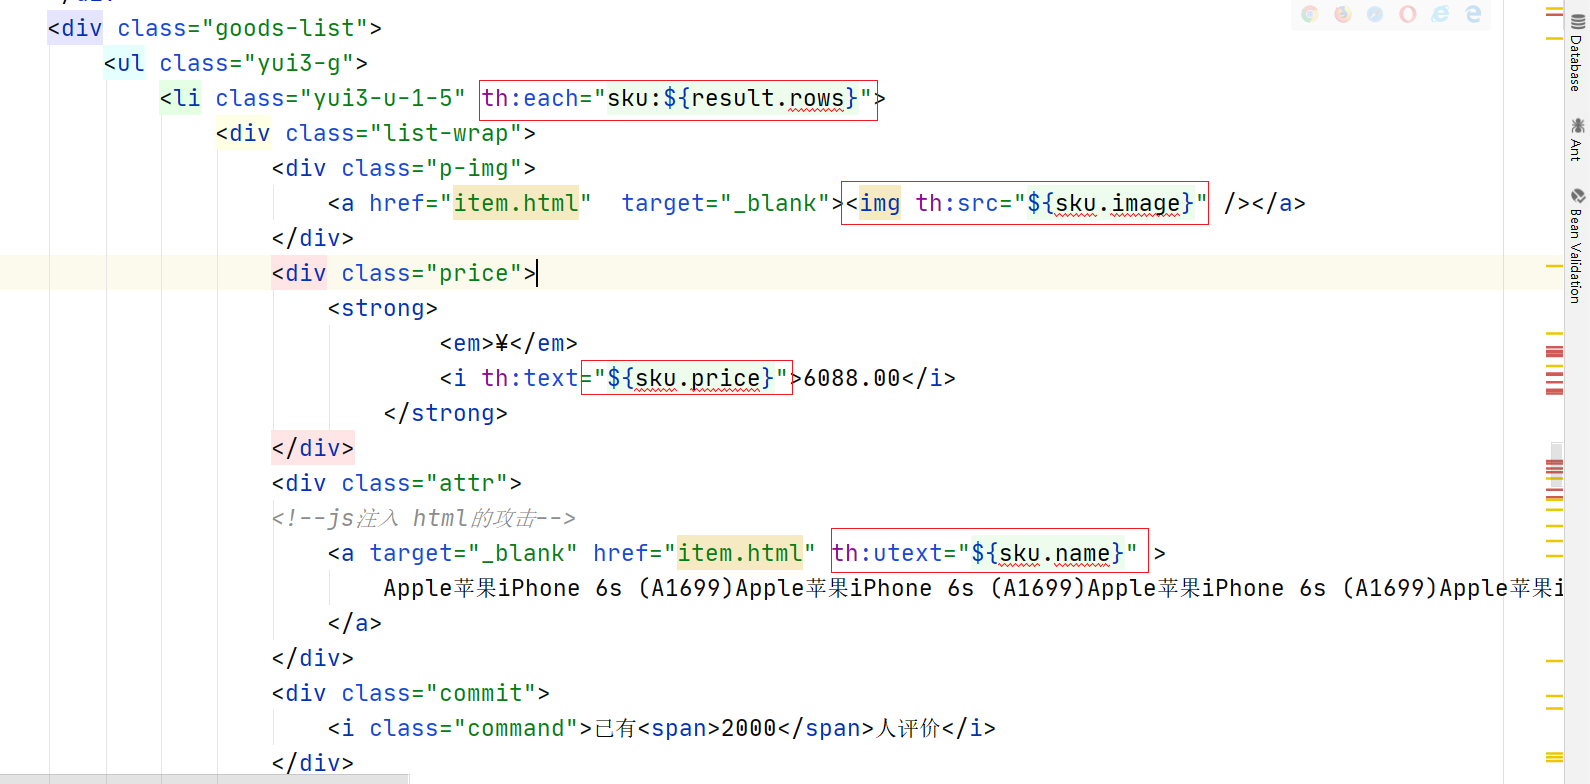 </div>
<div class="goods-list">
<ul class="yui3-g">
<li class="yui3-u-1-5" th:each="sku:${result.rows}">
<div class="list-wrap">
<div class="p-img">
<a href="item.html"  target="_blank"><img th:src="${sku.image}" /></a>
</div>
<div class="price">
<strong>
<em>¥</em>
<i th:text="${sku.price}">6088.00</i>
</strong>
</div>
<div class="attr">
<!--js注入 html的攻击-->
<a target="_blank" href="item.html" th:utext="${sku.name}" >
Apple苹果iPhone 6s (A1699)Apple苹果iPhone 6s (A1699)Apple苹果iPhone 6s (A1699)Apple苹果i
</a>
</div>
<div class="commit">
<i class="command">已有<span>2000</span>人评价</i>
</div>
Database
Ant
Bean Validation